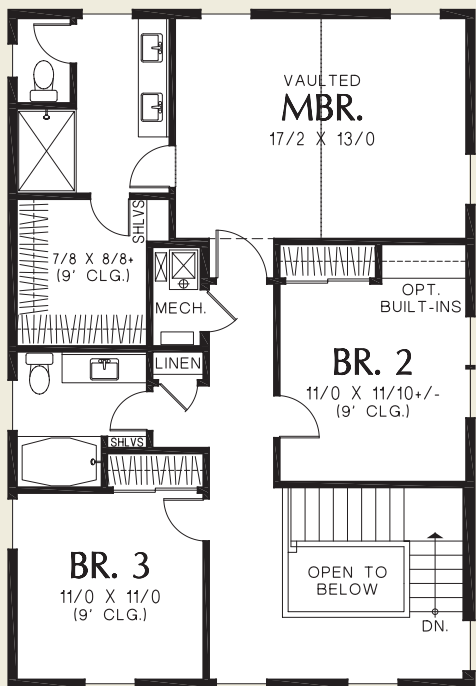 VAULTED
MBR.
17/2 X 13/0
SHLVS
7/8 X 8/8+
(9' CLG.)
MECH.
OPT.
BUILT-INS
LINEN
BR. 2
11/0 X 11/10+/-
(9' CLG.)
SHLVS
BR. 3
11/0 X 11/0
(9' CLG.)
OPEN TO
BELOW
DN.